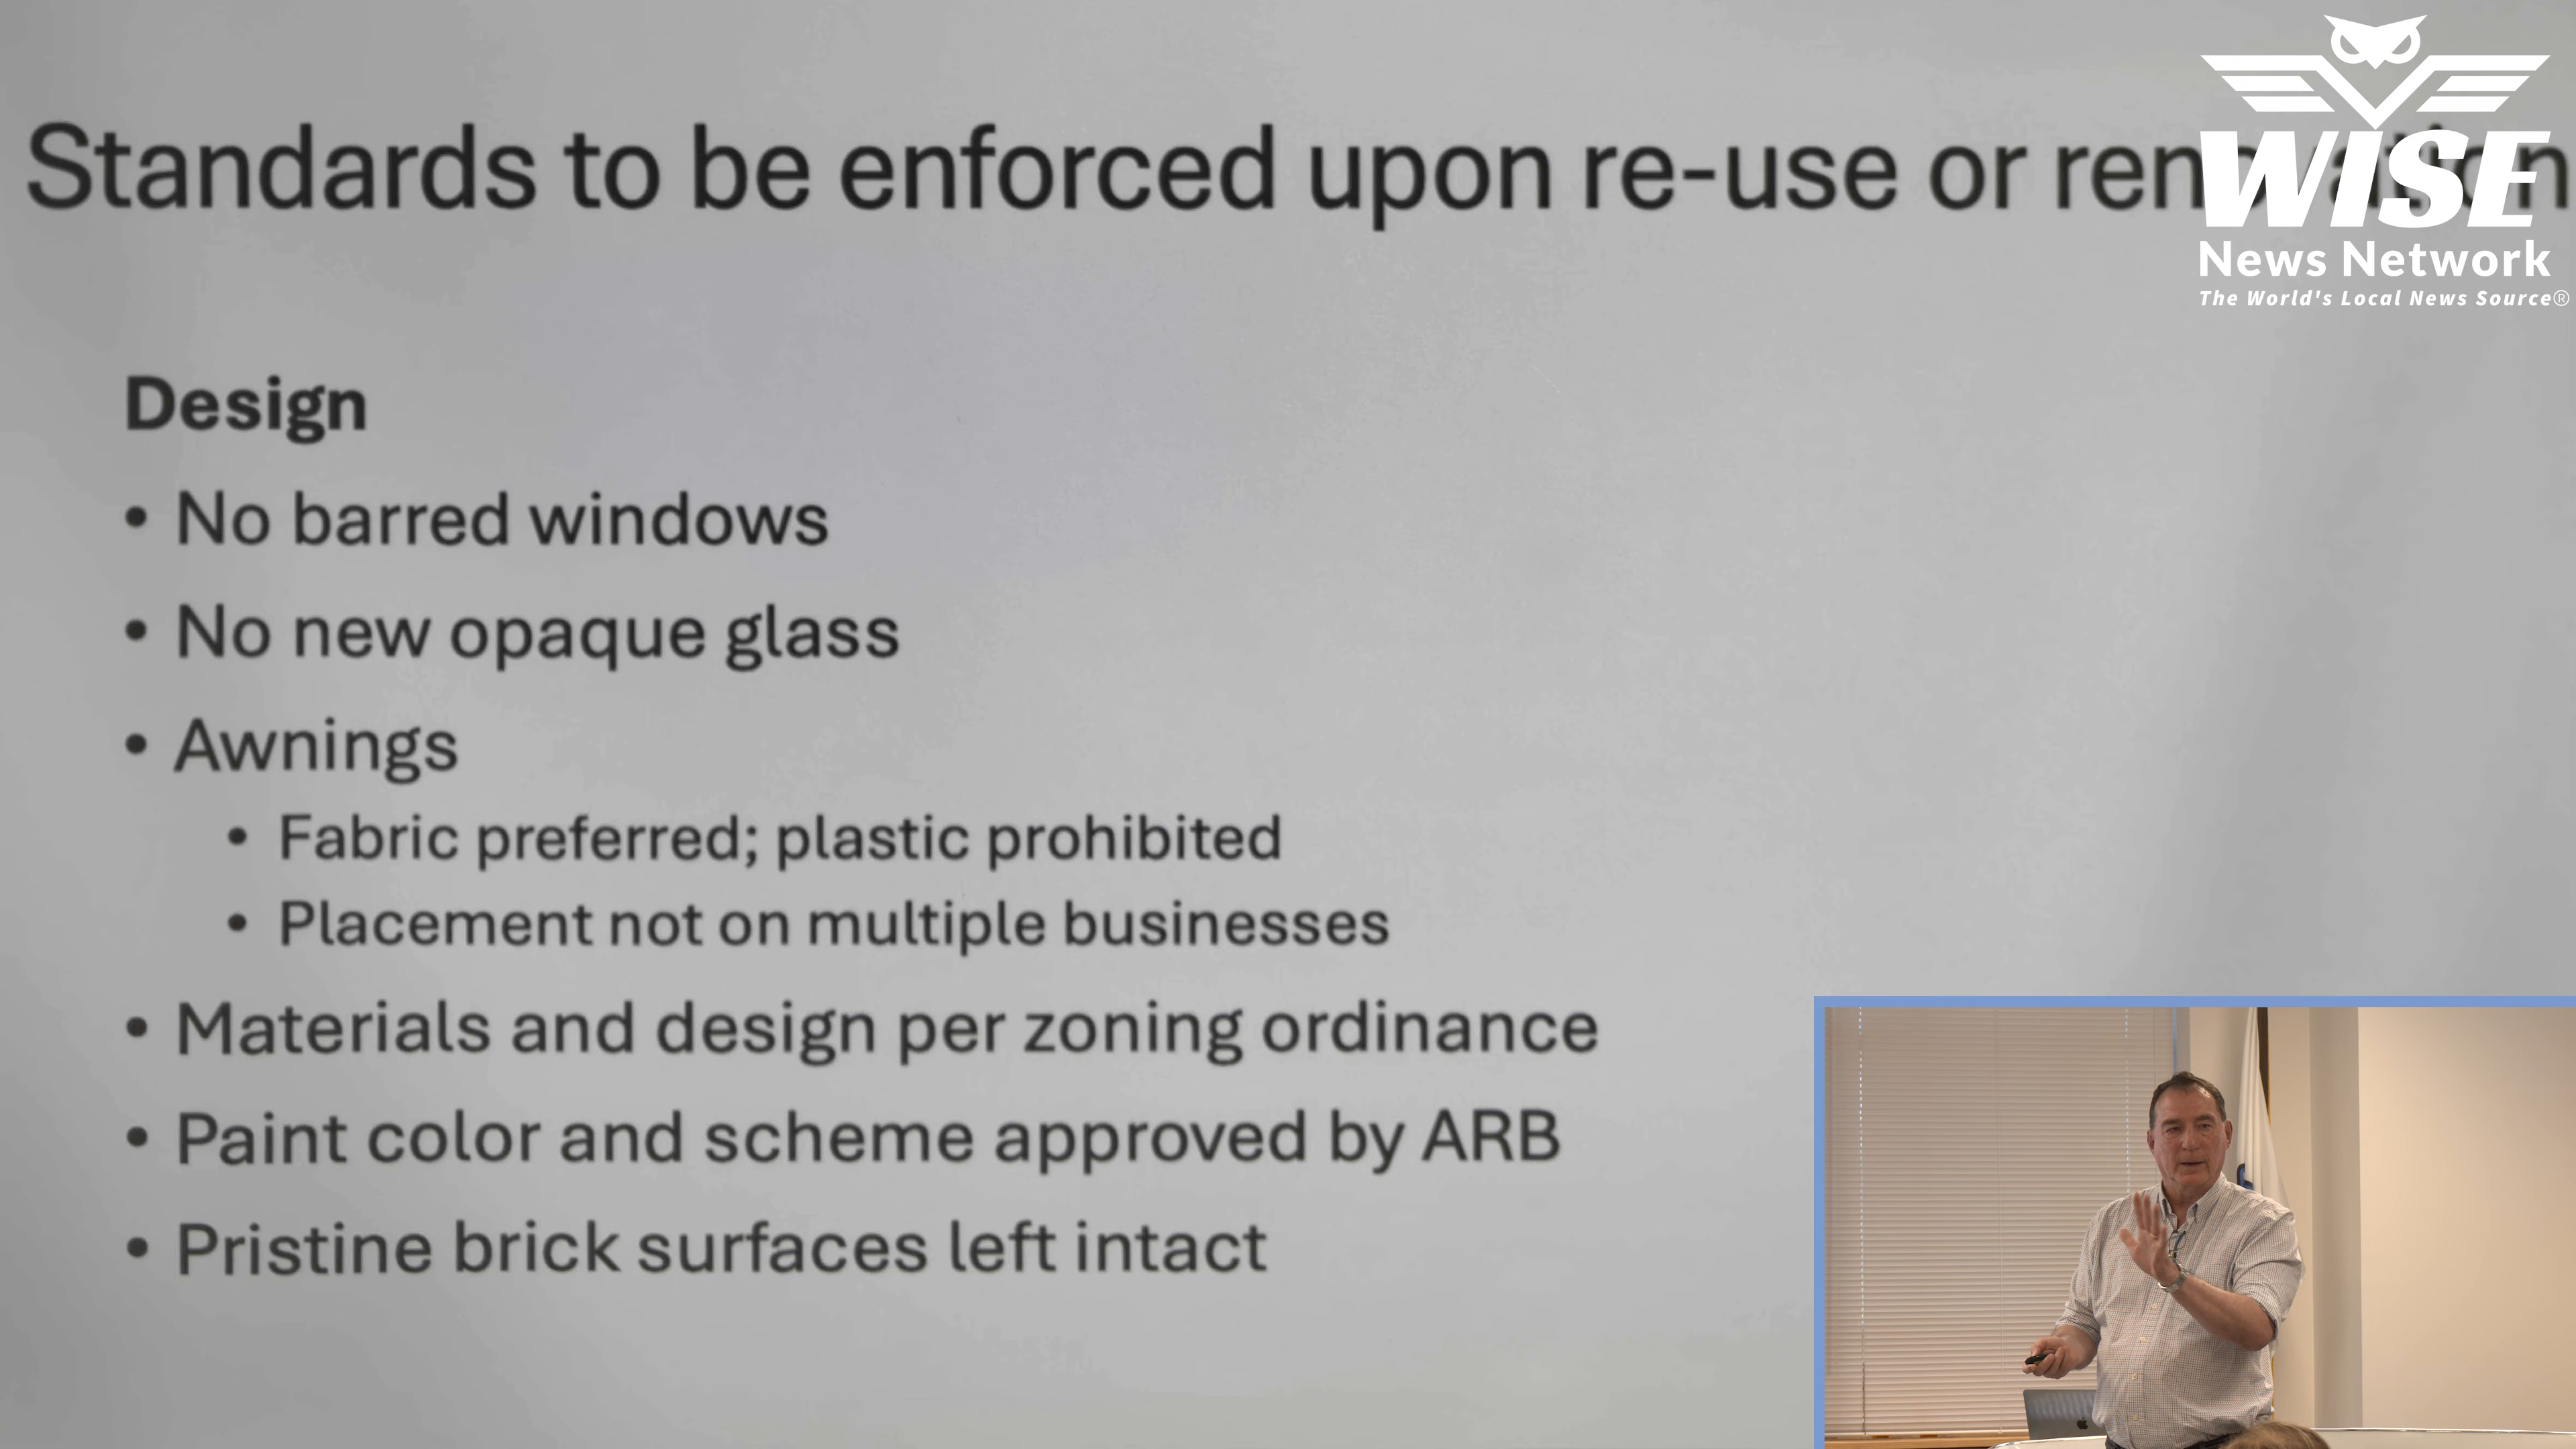 Standards to be enforced upon re-use or renovation
WISE
News Network
The World's Local News Source®
Design
• No barred windows
• No new opaque glass
• Awnings
• Fabric preferred; plastic prohibited
• Placement not on multiple businesses
• Materials and design per zoning ordinance
• Paint color and scheme approved by ARB
• Pristine brick surfaces left intact